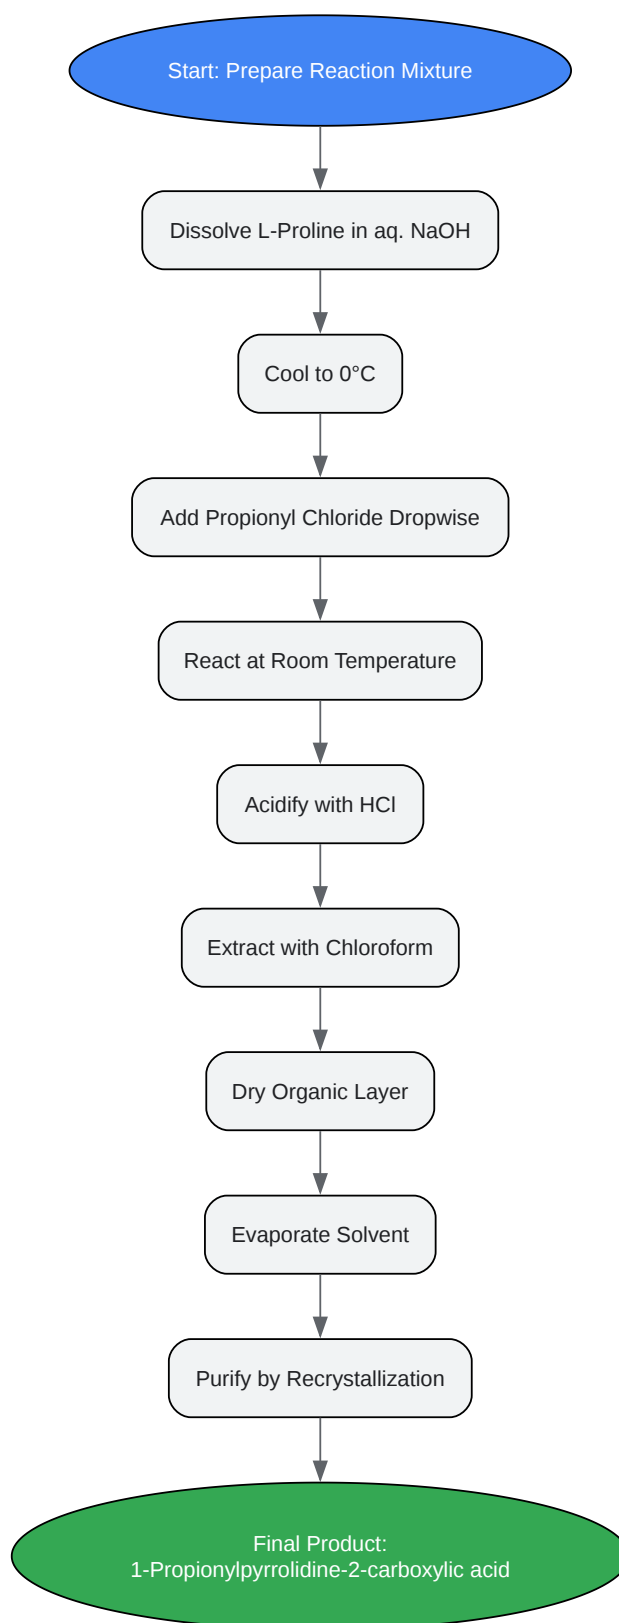 Start: Prepare Reaction Mixture
Dissolve L-Proline in aq. NaOH
Cool to 0°C
Add Propionyl Chloride Dropwise
React at Room Temperature
Acidify with HCl
Extract with Chloroform
Dry Organic Layer
Evaporate Solvent
Purify by Recrystallization
Final Product:
1-Propionylpyrrolidine-2-carboxylic acid